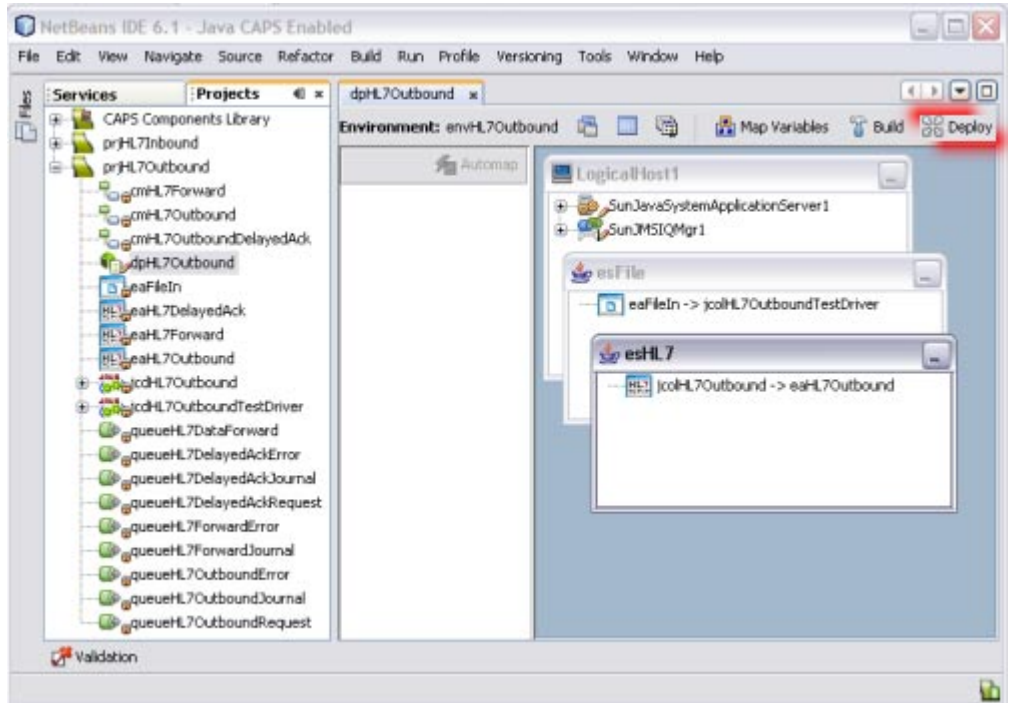 NetBeans IDE 6.1 - Java CAPS Enabled
File Edit View Navigate Source Refactor Build Run Profile Versioning Tools Window Help
Files
Services
Projects
CAPS Components Library
prjHL7Inbound
prjHL7Outbound
cmHL7Forward
cmHL7Outbound
cmHL7OutboundDelayedAck
dpHL7Outbound
eaFileIn
eaHL7DelayedAck
eaHL7Forward
eaHL7Outbound
jcdHL7Outbound
jcdHL7OutboundTestDriver
queueHL7DataForward
queueHL7DelayedAckError
queueHL7DelayedAckJournal
queueHL7DelayedAckRequest
queueHL7ForwardError
queueHL7ForwardJournal
queueHL7OutboundError
queueHL7OutboundJournal
queueHL7OutboundRequest
dpHL7Outbound
Environment: envHL7Outbound Map Variables Build Deploy
Automap
LogicalHost1
SunJavaSystemApplicationServer1
SunJMSIQMgr1
esFile
eaFileIn -> jcolHL7OutboundTestDriver
esHL7
HL7 jcolHL7Outbound -> eaHL7Outbound
Validation